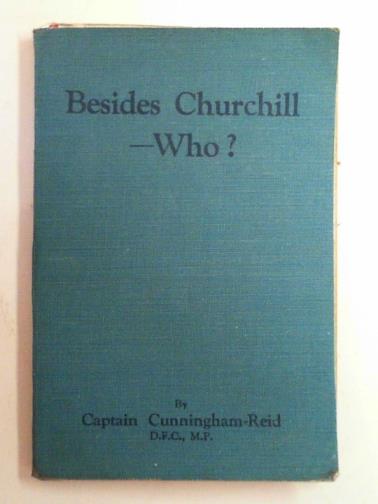 Besides Churchill
—Who?
By
Captain Cunningham-Reid
D.F.C., M.P.